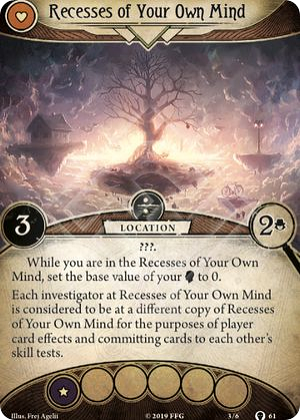 Recesses of Your Own Mind
3
2
LOCATION
???.
While you are in the Recesses of Your Own
Mind, set the base value of your to 0.
Each investigator at Recesses of Your Own Mind
is considered to be at a different copy of Recesses
of Your Own Mind for the purposes of player
card effects and committing cards to each other's
skill tests.
Illus. Frej Agelii
© 2019 FFG
3/6
61